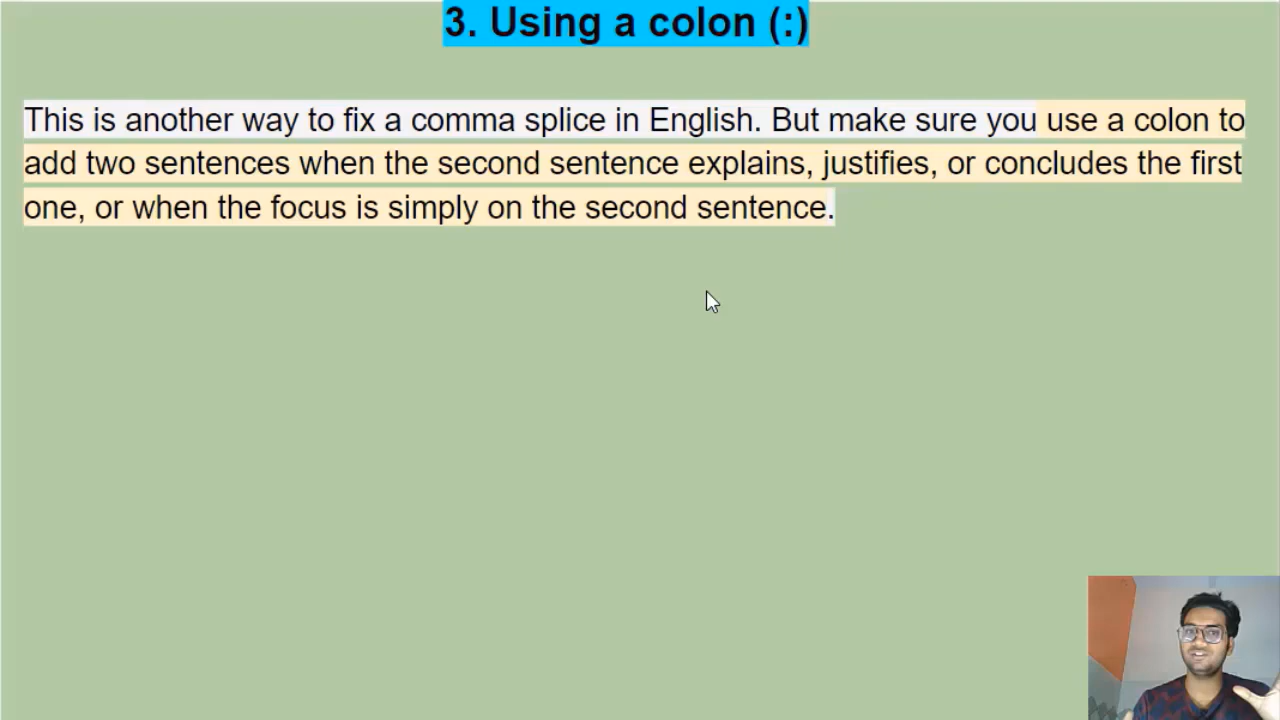 3. Using a colon (:)
This is another way to fix a comma splice in English. But make sure you use a colon to
add two sentences when the second sentence explains, justifies, or concludes the first
one, or when the focus is simply on the second sentence.